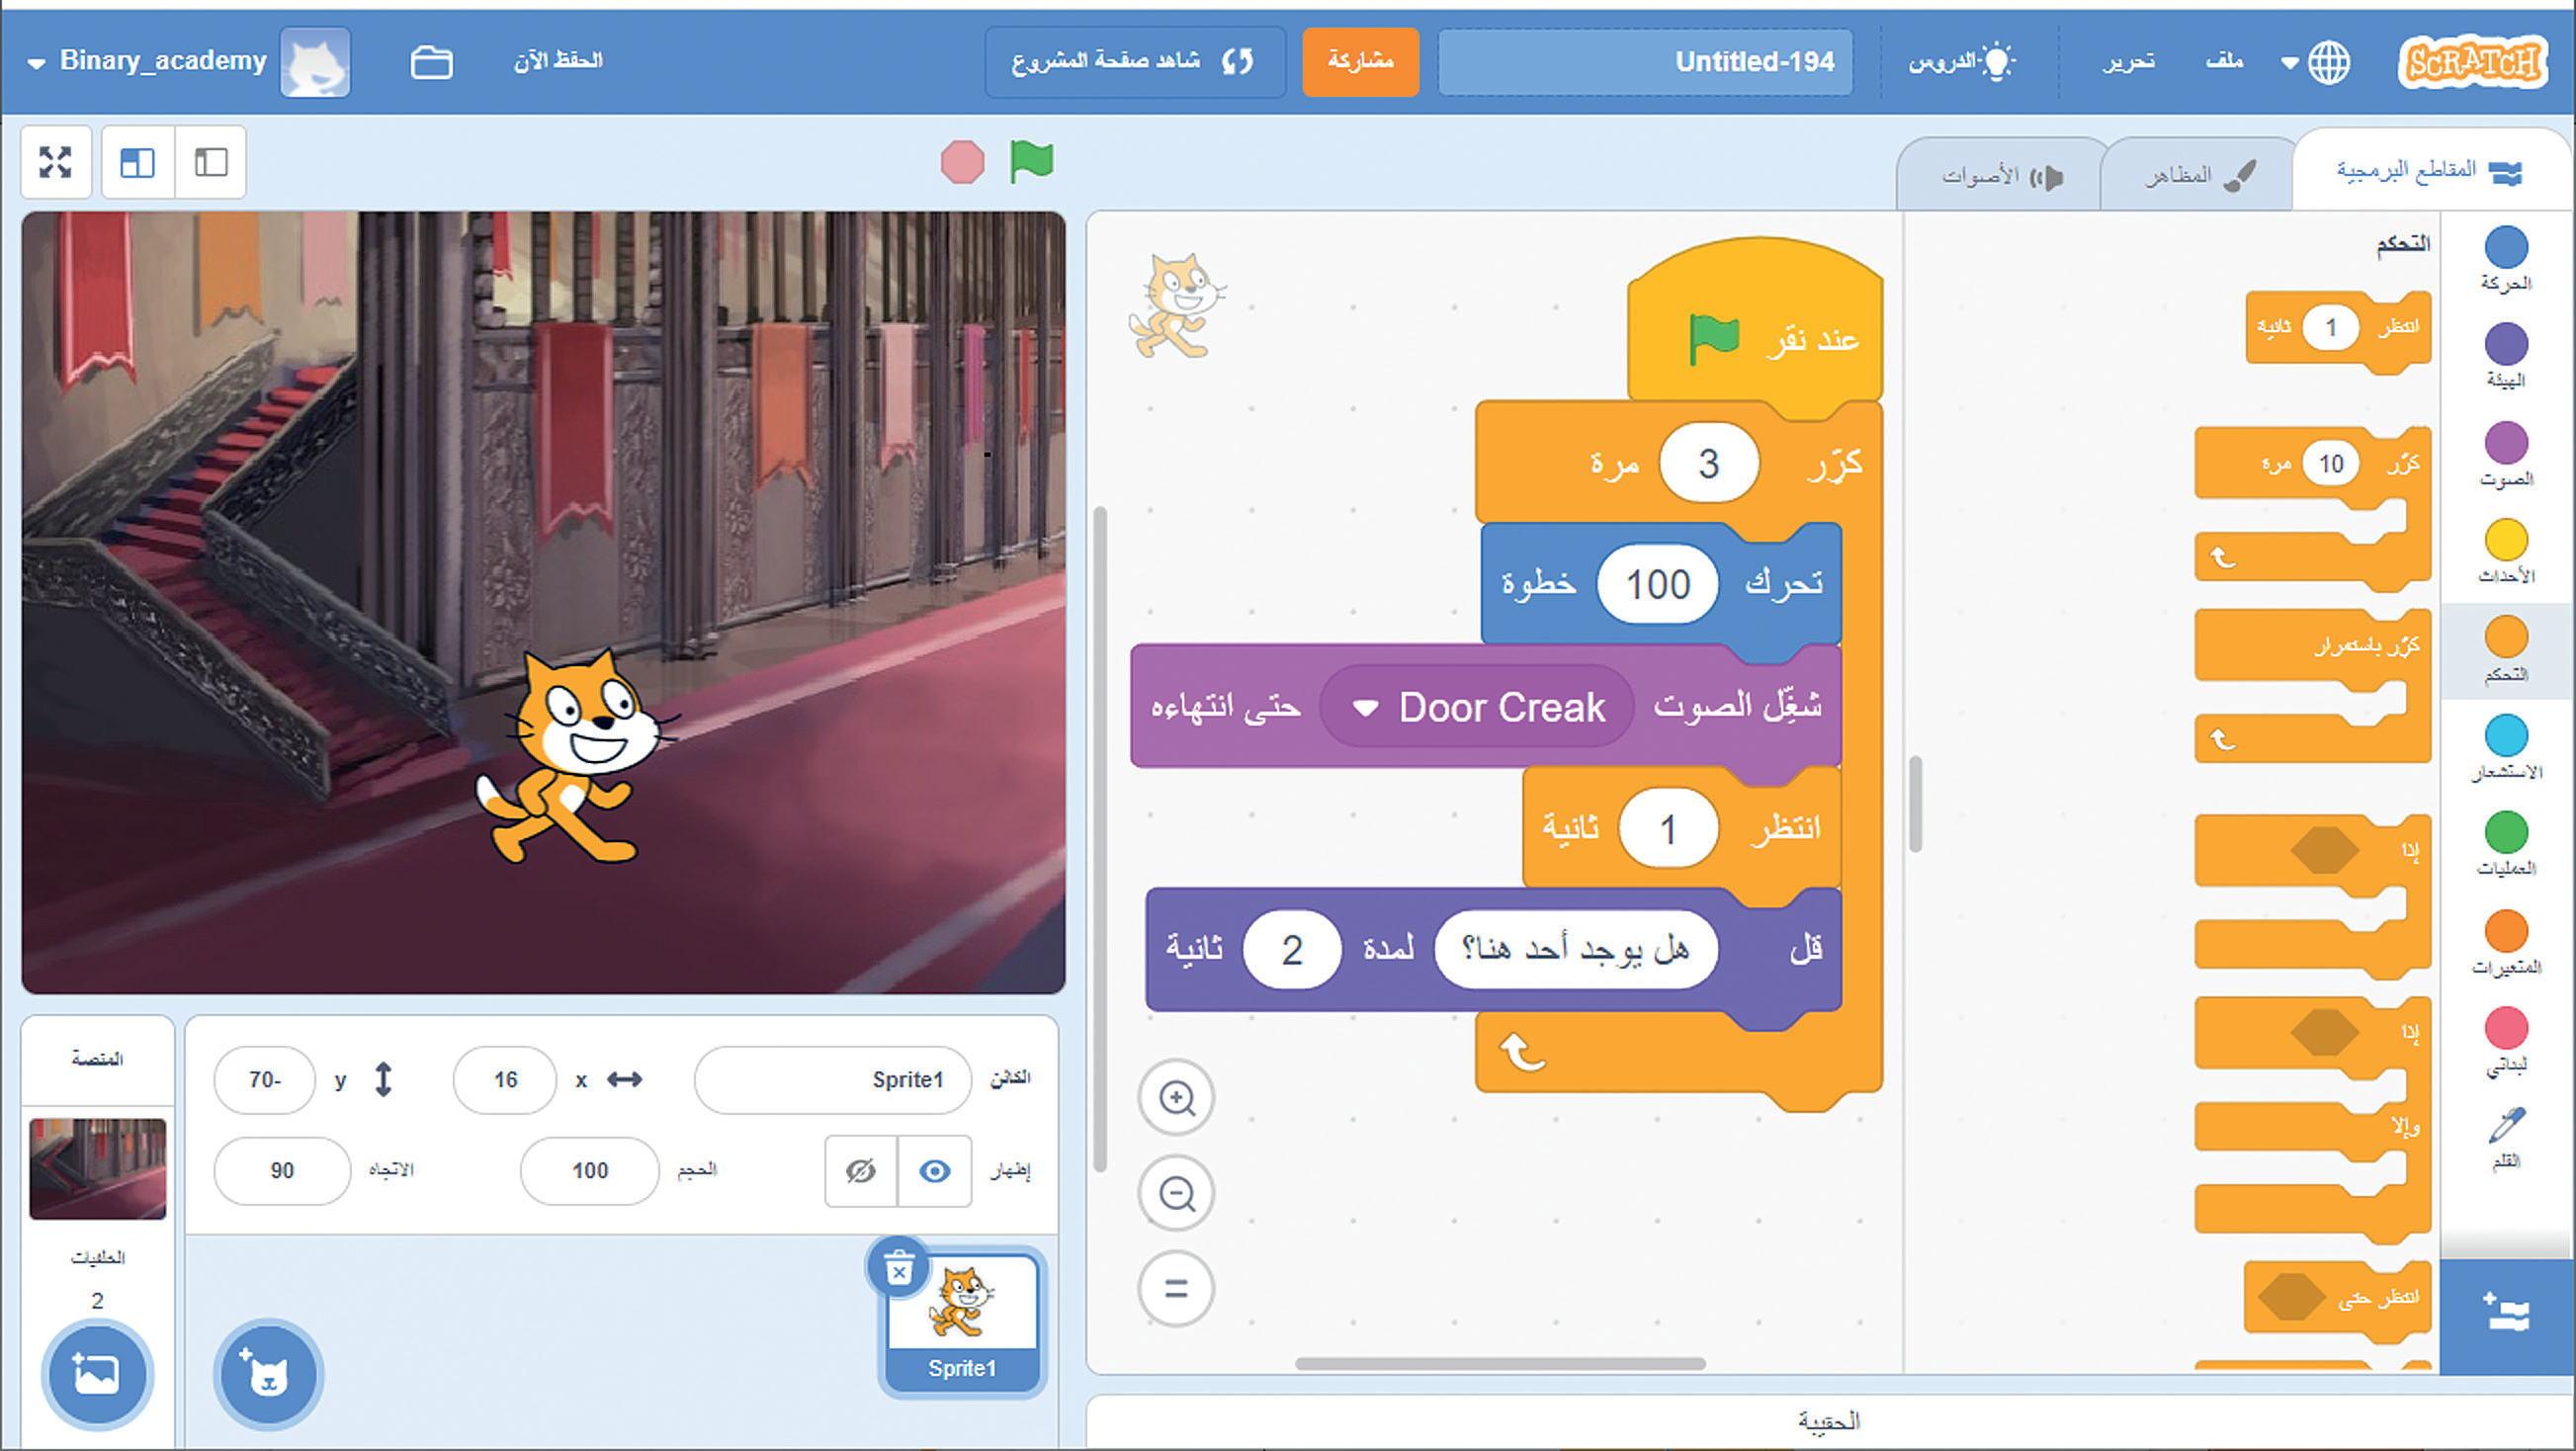 SCRATCH
ملف
تحرير
الدروس
Untitled-194
مشاركة
شاهد صفحة المشروع
الحفظ الآن
Binary_academy
المقاطع البرمجية
المظاهر
الأصوات
الحركة
الهيئة
الصوت
الأحداث
التحكم
الاستشعار
العمليات
المتغيرات
لبناتي
القلم
التحكم
انتظر 1 ثانية
كرّر 10 مرة
كرّر باستمرار
إذا
إذا
وإلا
انتظر حتى
عند نقر
كرّر 3 مرة
تحرك 100 خطوة
شغّل الصوت Door Creak حتى انتهاءه
انتظر 1 ثانية
قل هل يوجد أحد هنا؟ لمدة 2 ثانية
الكائن Sprite1 x 16 y 70-
إظهار الحجم 100 الاتجاه 90
Sprite1
المنصة
الخلفيات
2
الحقيبة